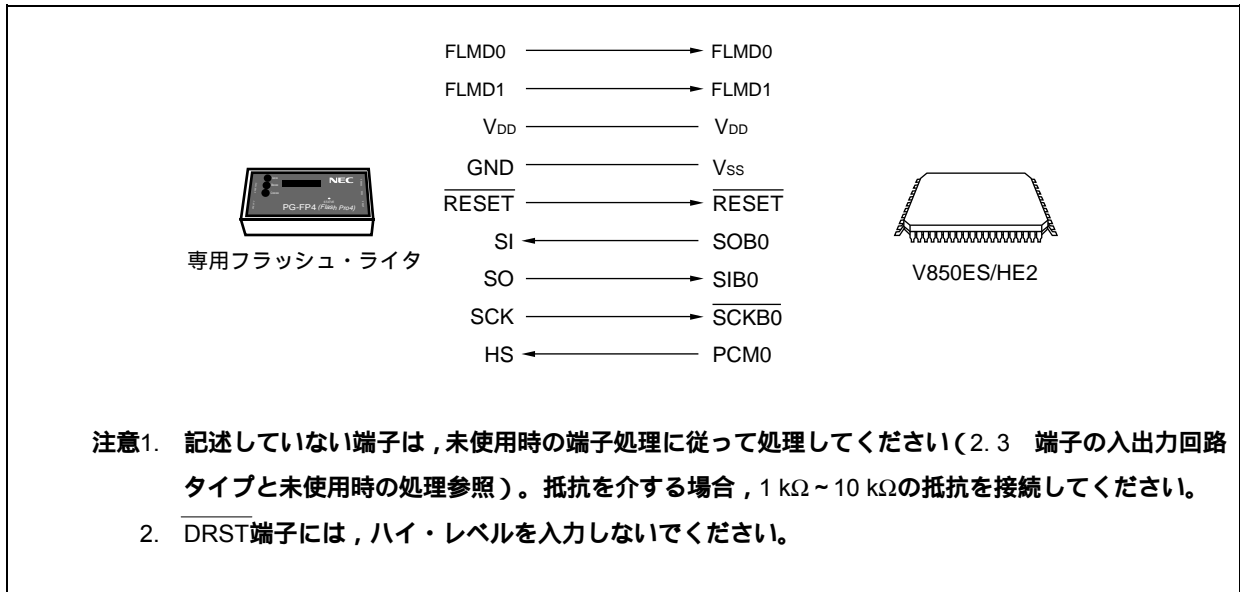 FLMD0 FLMD0
FLMD1 FLMD1
VDD VDD
GND VSS
RESET RESET
SI SOB0
SO SIB0
SCK SCKB0
HS PCM0
NEC
PG-FP4 (Flash Pro4)
専用フラッシュ・ライタ
V850ES/HE2
注意1. 記述していない端子は，未使用時の端子処理に従って処理してください（2. 3　端子の入出力回路
タイプと未使用時の処理参照）。抵抗を介する場合，1 kΩ～10 kΩの抵抗を接続してください。
2. DRST端子には，ハイ・レベルを入力しないでください。